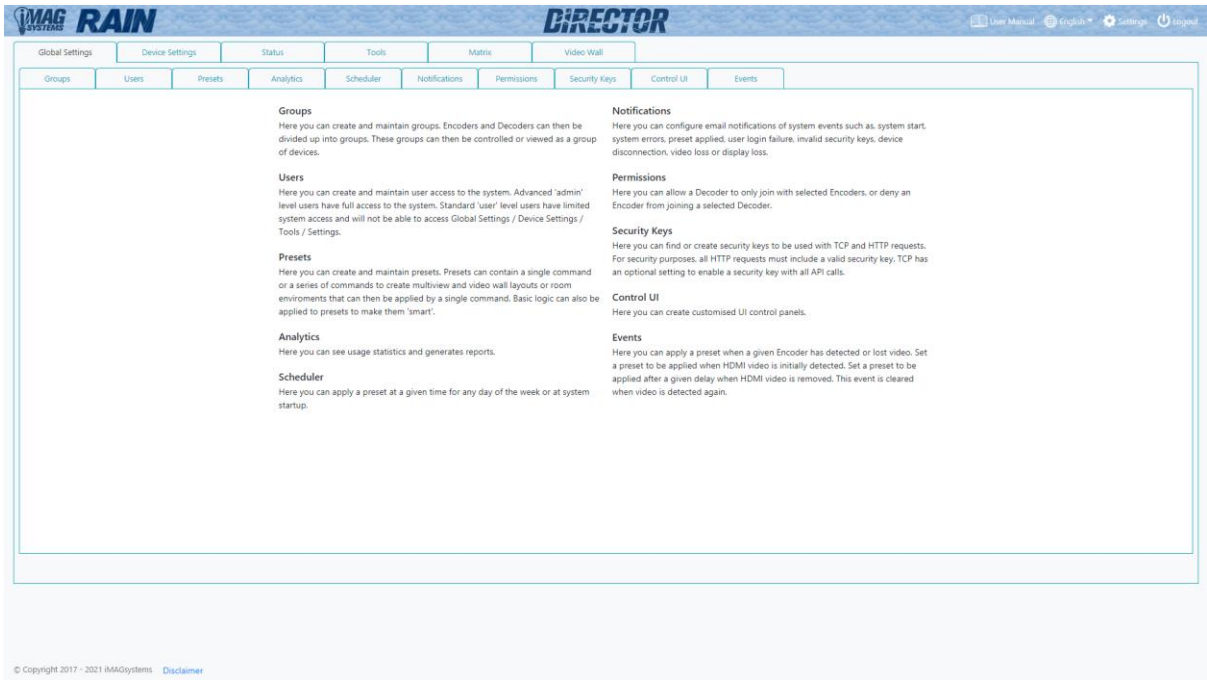 iMAG SYSTEMS RAIN
DiRECTOR
User Manual English Settings Logout
Global Settings Device Settings Status Tools Matrix Video Wall
Groups Users Presets Analytics Scheduler Notifications Permissions Security Keys Control UI Events
Groups
Here you can create and maintain groups. Encoders and Decoders can then be
divided up into groups. These groups can then be controlled or viewed as a group
of devices.
Users
Here you can create and maintain user access to the system. Advanced 'admin'
level users have full access to the system. Standard 'user' level users have limited
system access and will not be able to access Global Settings / Device Settings /
Tools / Settings.
Presets
Here you can create and maintain presets. Presets can contain a single command
or a series of commands to create multiview and video wall layouts or room
enviroments that can then be applied by a single command. Basic logic can also be
applied to presets to make them 'smart'.
Analytics
Here you can see usage statistics and generates reports.
Scheduler
Here you can apply a preset at a given time for any day of the week or at system
startup.
Notifications
Here you can configure email notifications of system events such as, system start,
system errors, preset applied, user login failure, invalid security keys, device
disconnection, video loss or display loss.
Permissions
Here you can allow a Decoder to only join with selected Encoders, or deny an
Encoder from joining a selected Decoder.
Security Keys
Here you can find or create security keys to be used with TCP and HTTP requests.
For security purposes, all HTTP requests must include a valid security key, TCP has
an optional setting to enable a security key with all API calls.
Control UI
Here you can create customised UI control panels.
Events
Here you can apply a preset when a given Encoder has detected or lost video. Set
a preset to be applied when HDMI video is initially detected. Set a preset to be
applied after a given delay when HDMI video is removed. This event is cleared
when video is detected again.
© Copyright 2017 - 2021 iMAGsystems Disclaimer